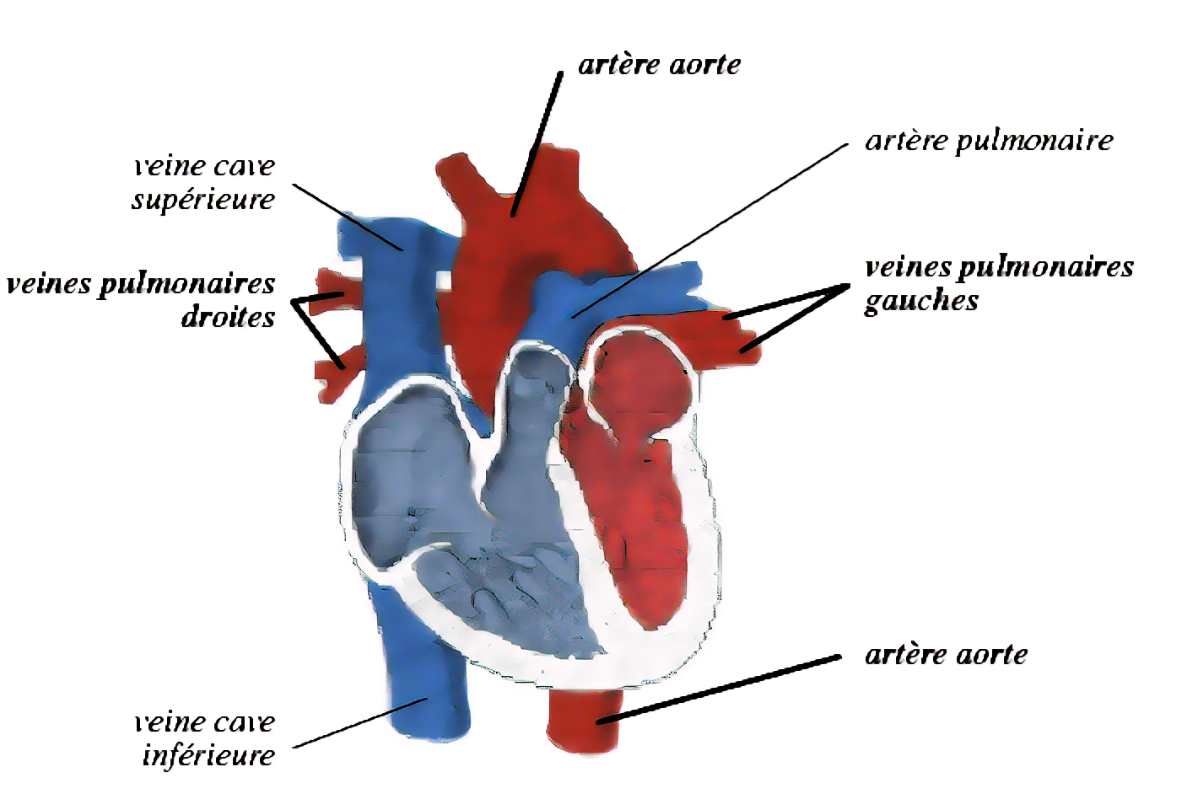 artère aorte
artère pulmonaire
veine cave
supérieure
veines pulmonaires
droites
veines pulmonaires
gauches
artère aorte
veine cave
inférieure